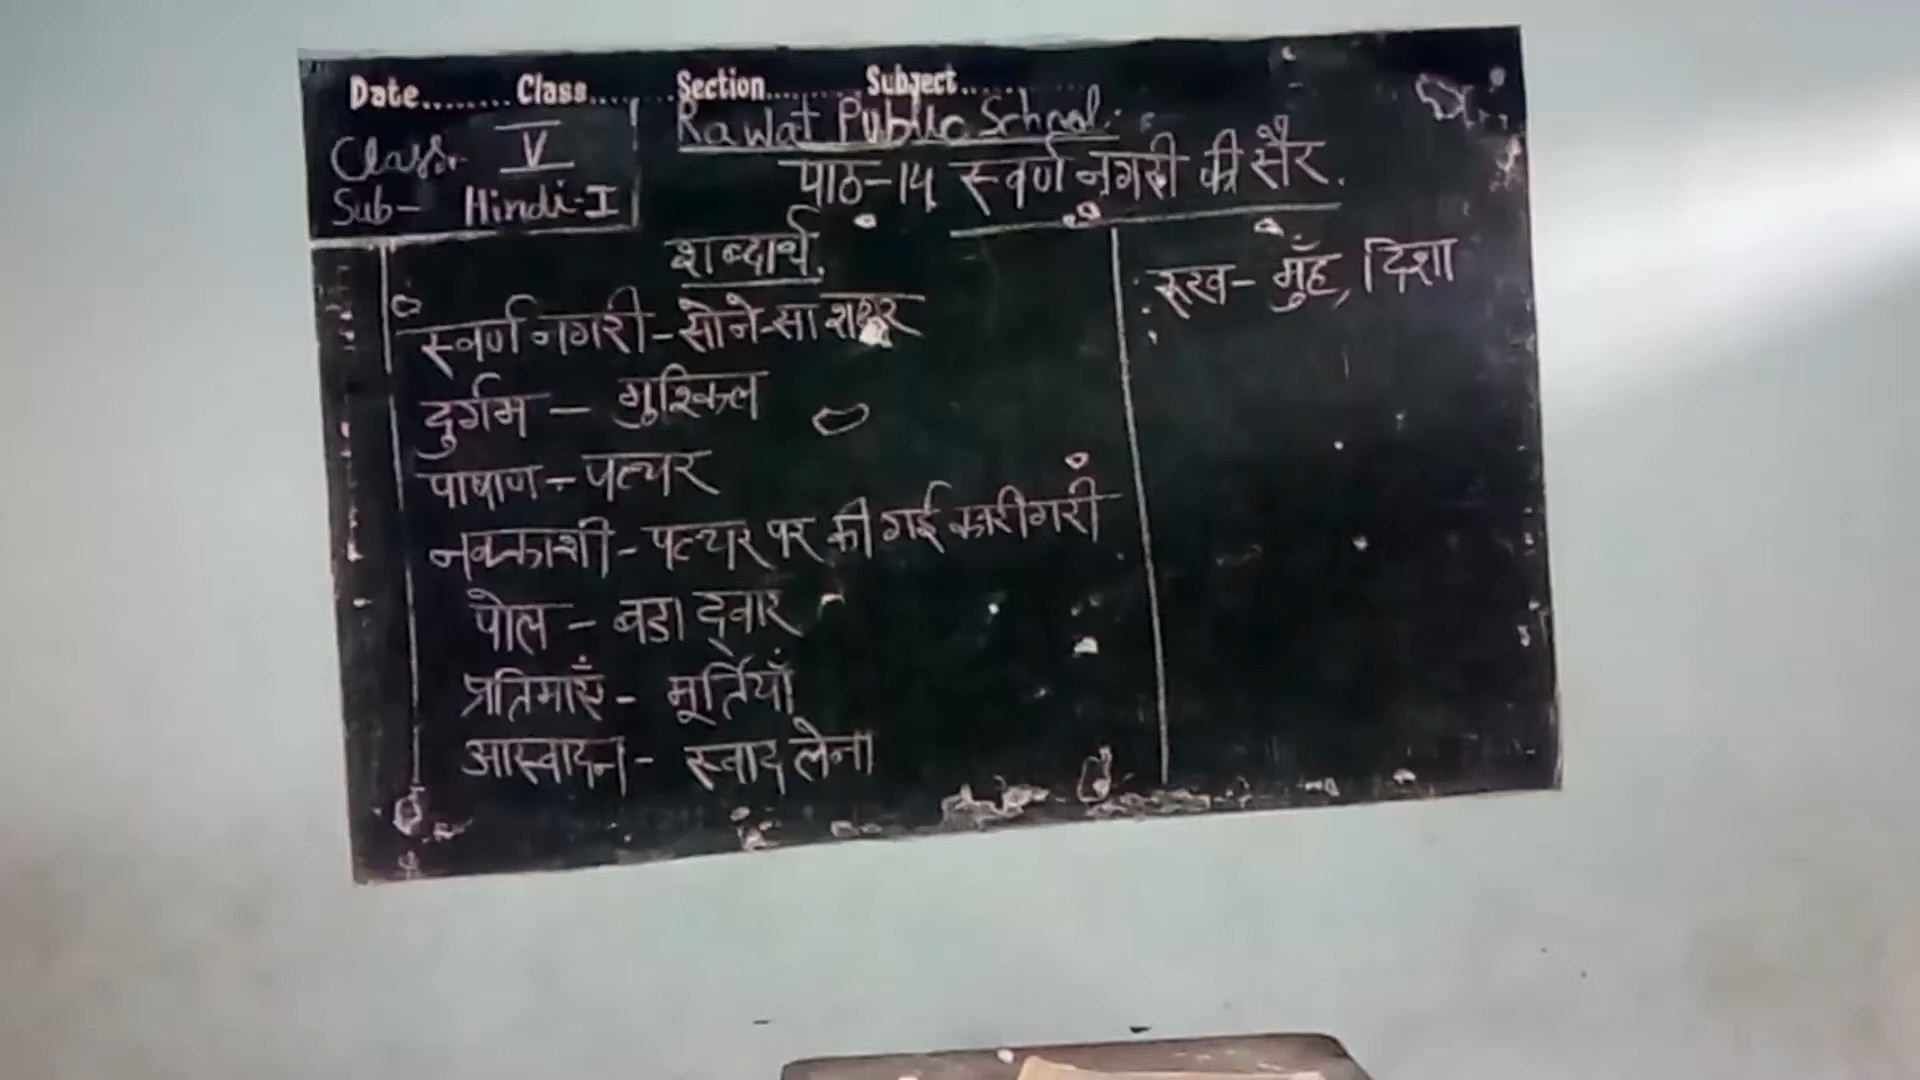 Date........ Class........ Section......... Subject......
Rawat Public School.
Class:- V
Sub- Hindi-I
पाठ-14 स्वर्ण नगरी की सैर.
शब्दार्थ.
स्वर्ण नगरी - सोने-सा शहर
दुर्गम - मुश्किल
पाषाण - पत्थर
नक्काशी - पत्थर पर की गई कारीगरी
पोल - बडा द्वार
प्रतिमाएँ - मूर्तियाँ
आस्वादन - स्वाद लेना
रूख - मुँह, दिशा